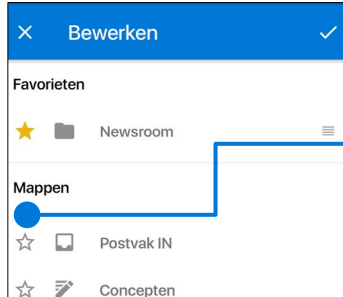 Bewerken
Favorieten
Newsroom
Mappen
Postvak IN
Concepten